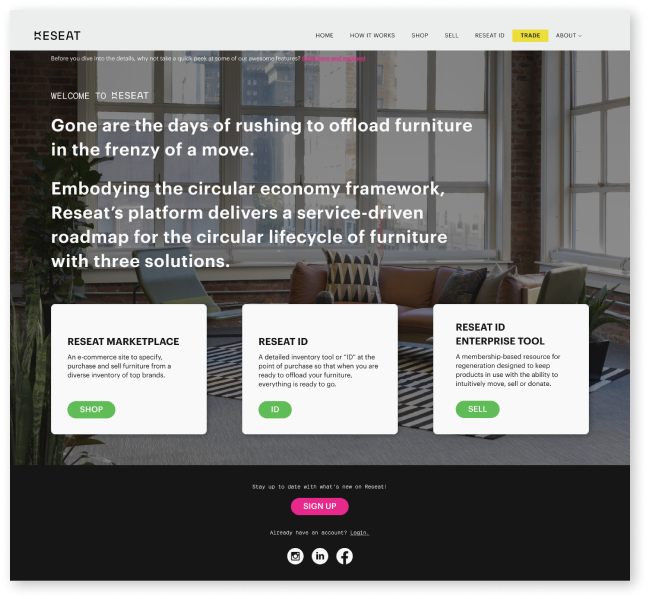 RESEAT
HOME HOW IT WORKS SHOP SELL RESEAT ID TRADE ABOUT
Before you dive into the details, why not take a quick peek at some of our awesome features?
WELCOME TO RESEAT
Gone are the days of rushing to offload furniture
in the frenzy of a move.
Embodying the circular economy framework,
Reseat’s platform delivers a service-driven
roadmap for the circular lifecycle of furniture
with three solutions.
RESEAT MARKETPLACE
An e-commerce site to specify,
purchase and sell furniture from a
diverse inventory of top brands.
SHOP
RESEAT ID
A detailed inventory tool or “ID” at the
point of purchase so that when you are
ready to offload your furniture,
everything is ready to go.
ID
RESEAT ID
ENTERPRISE TOOL
A membership-based resource for
regeneration designed to keep
products in use with the ability to
intuitively move, sell or donate.
SELL
Stay up to date with what's new on Reseat!
SIGN UP
Already have an account? Login.